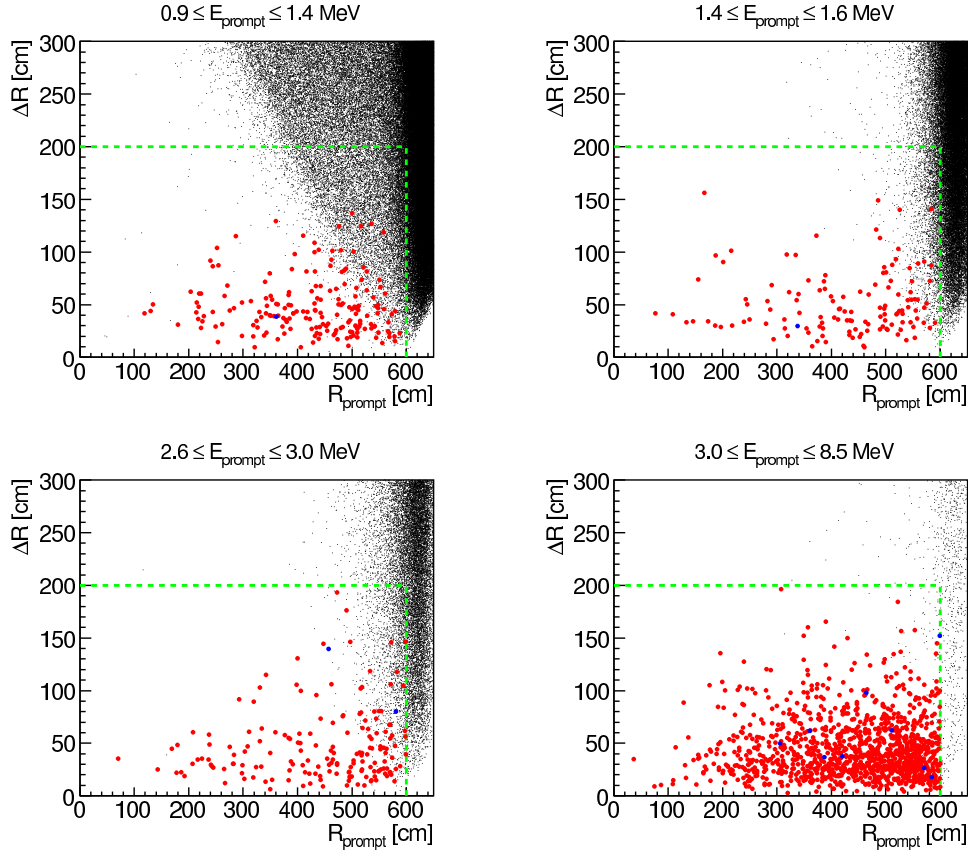 0.9 ≤ E_prompt ≤ 1.4 MeV
ΔR [cm]
300
250
200
150
100
50
0
0 100 200 300 400 500 600
R_prompt [cm]
1.4 ≤ E_prompt ≤ 1.6 MeV
ΔR [cm]
300
250
200
150
100
50
0
0 100 200 300 400 500 600
R_prompt [cm]
2.6 ≤ E_prompt ≤ 3.0 MeV
ΔR [cm]
300
250
200
150
100
50
0
0 100 200 300 400 500 600
R_prompt [cm]
3.0 ≤ E_prompt ≤ 8.5 MeV
ΔR [cm]
300
250
200
150
100
50
0
0 100 200 300 400 500 600
R_prompt [cm]